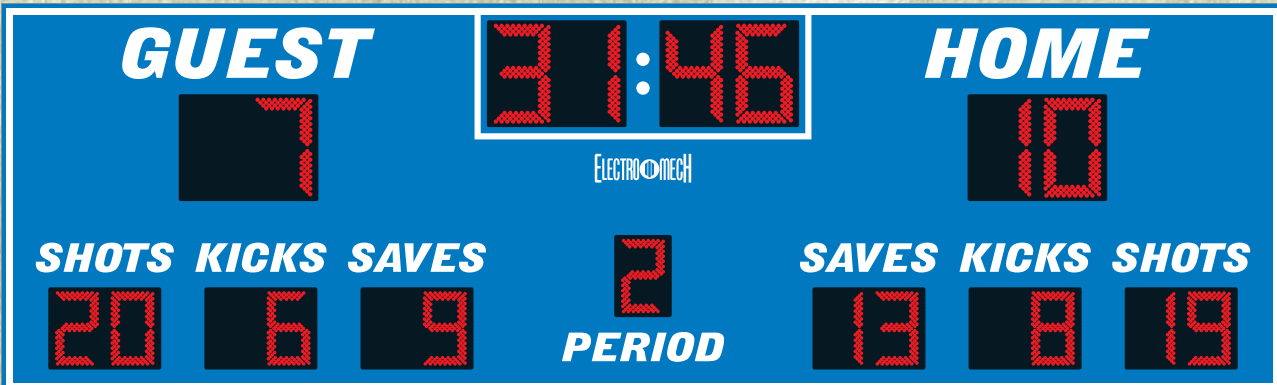 GUEST 31:46 HOME
7 10
ELECTRO MECH
SHOTS KICKS SAVES SAVES KICKS SHOTS
20 6 9 2 13 8 19
PERIOD